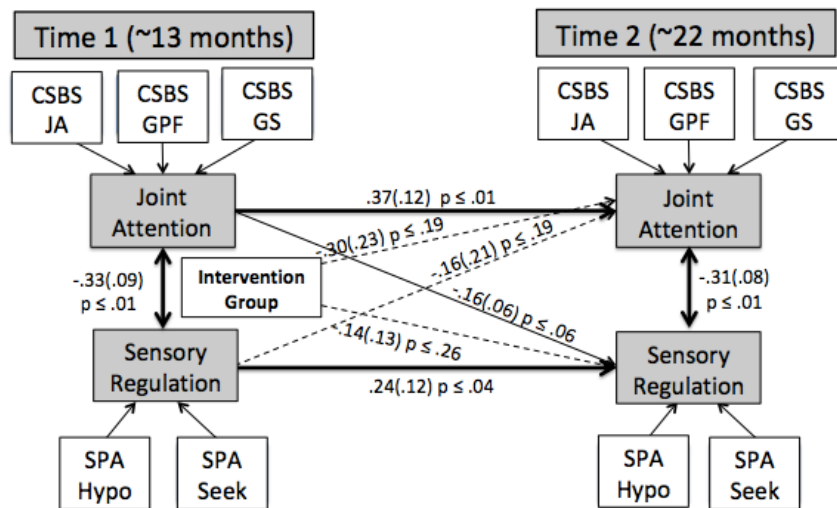 Time 1 (~13 months)
Time 2 (~22 months)
CSBS
JA
CSBS
GPF
CSBS
GS
CSBS
JA
CSBS
GPF
CSBS
GS
Joint
Attention
.37(.12) p ≤ .01
Joint
Attention
-.30(.23) p ≤ .19
-.16(.21) p ≤ .19
-.33(.09)
p ≤ .01
Intervention
Group
-.16(.06) p ≤ .06
-.31(.08)
p ≤ .01
-.14(.13) p ≤ .26
Sensory
Regulation
.24(.12) p ≤ .04
Sensory
Regulation
SPA
Hypo
SPA
Seek
SPA
Hypo
SPA
Seek